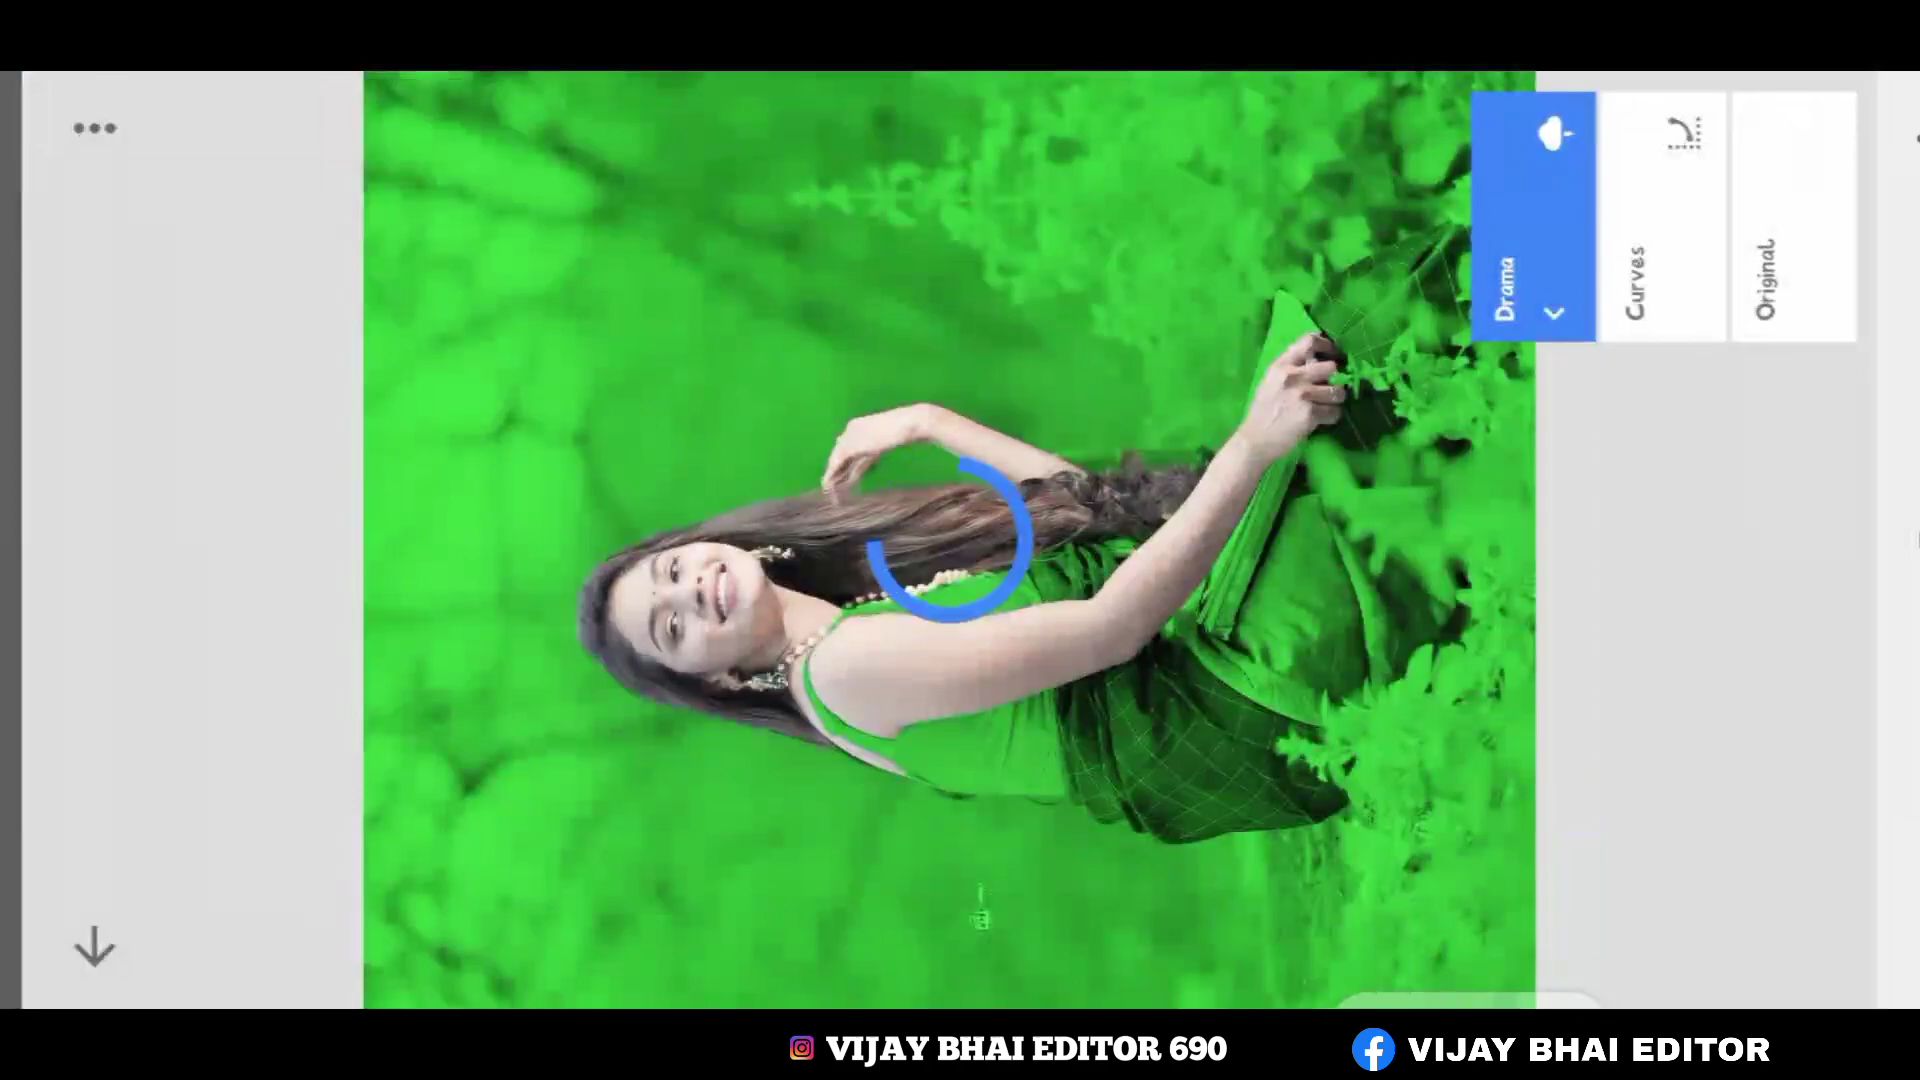 Drama
Curves
Original
VIJAY BHAI EDITOR 690
VIJAY BHAI EDITOR